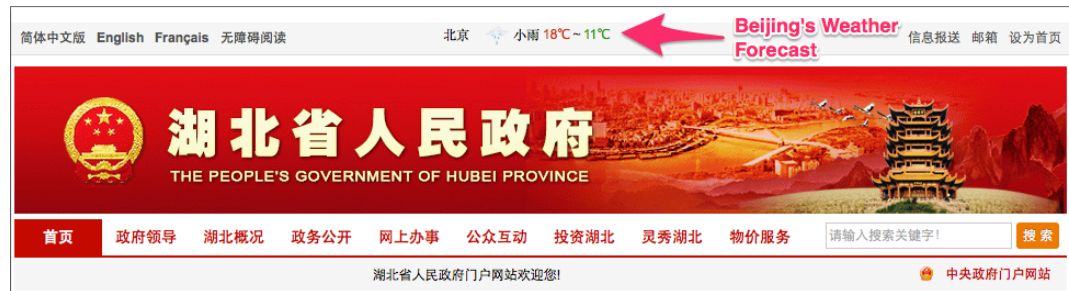 简体中文版 English Français 无障碍阅读 北京 小雨 18℃~11℃ Beijing's Weather Forecast 信息报送 邮箱 设为首页
湖北省人民政府
THE PEOPLE'S GOVERNMENT OF HUBEI PROVINCE
首页 政府领导 湖北概况 政务公开 网上办事 公众互动 投资湖北 灵秀湖北 物价服务 请输入搜索关键字! 搜索
湖北省人民政府门户网站欢迎您! 中央政府门户网站